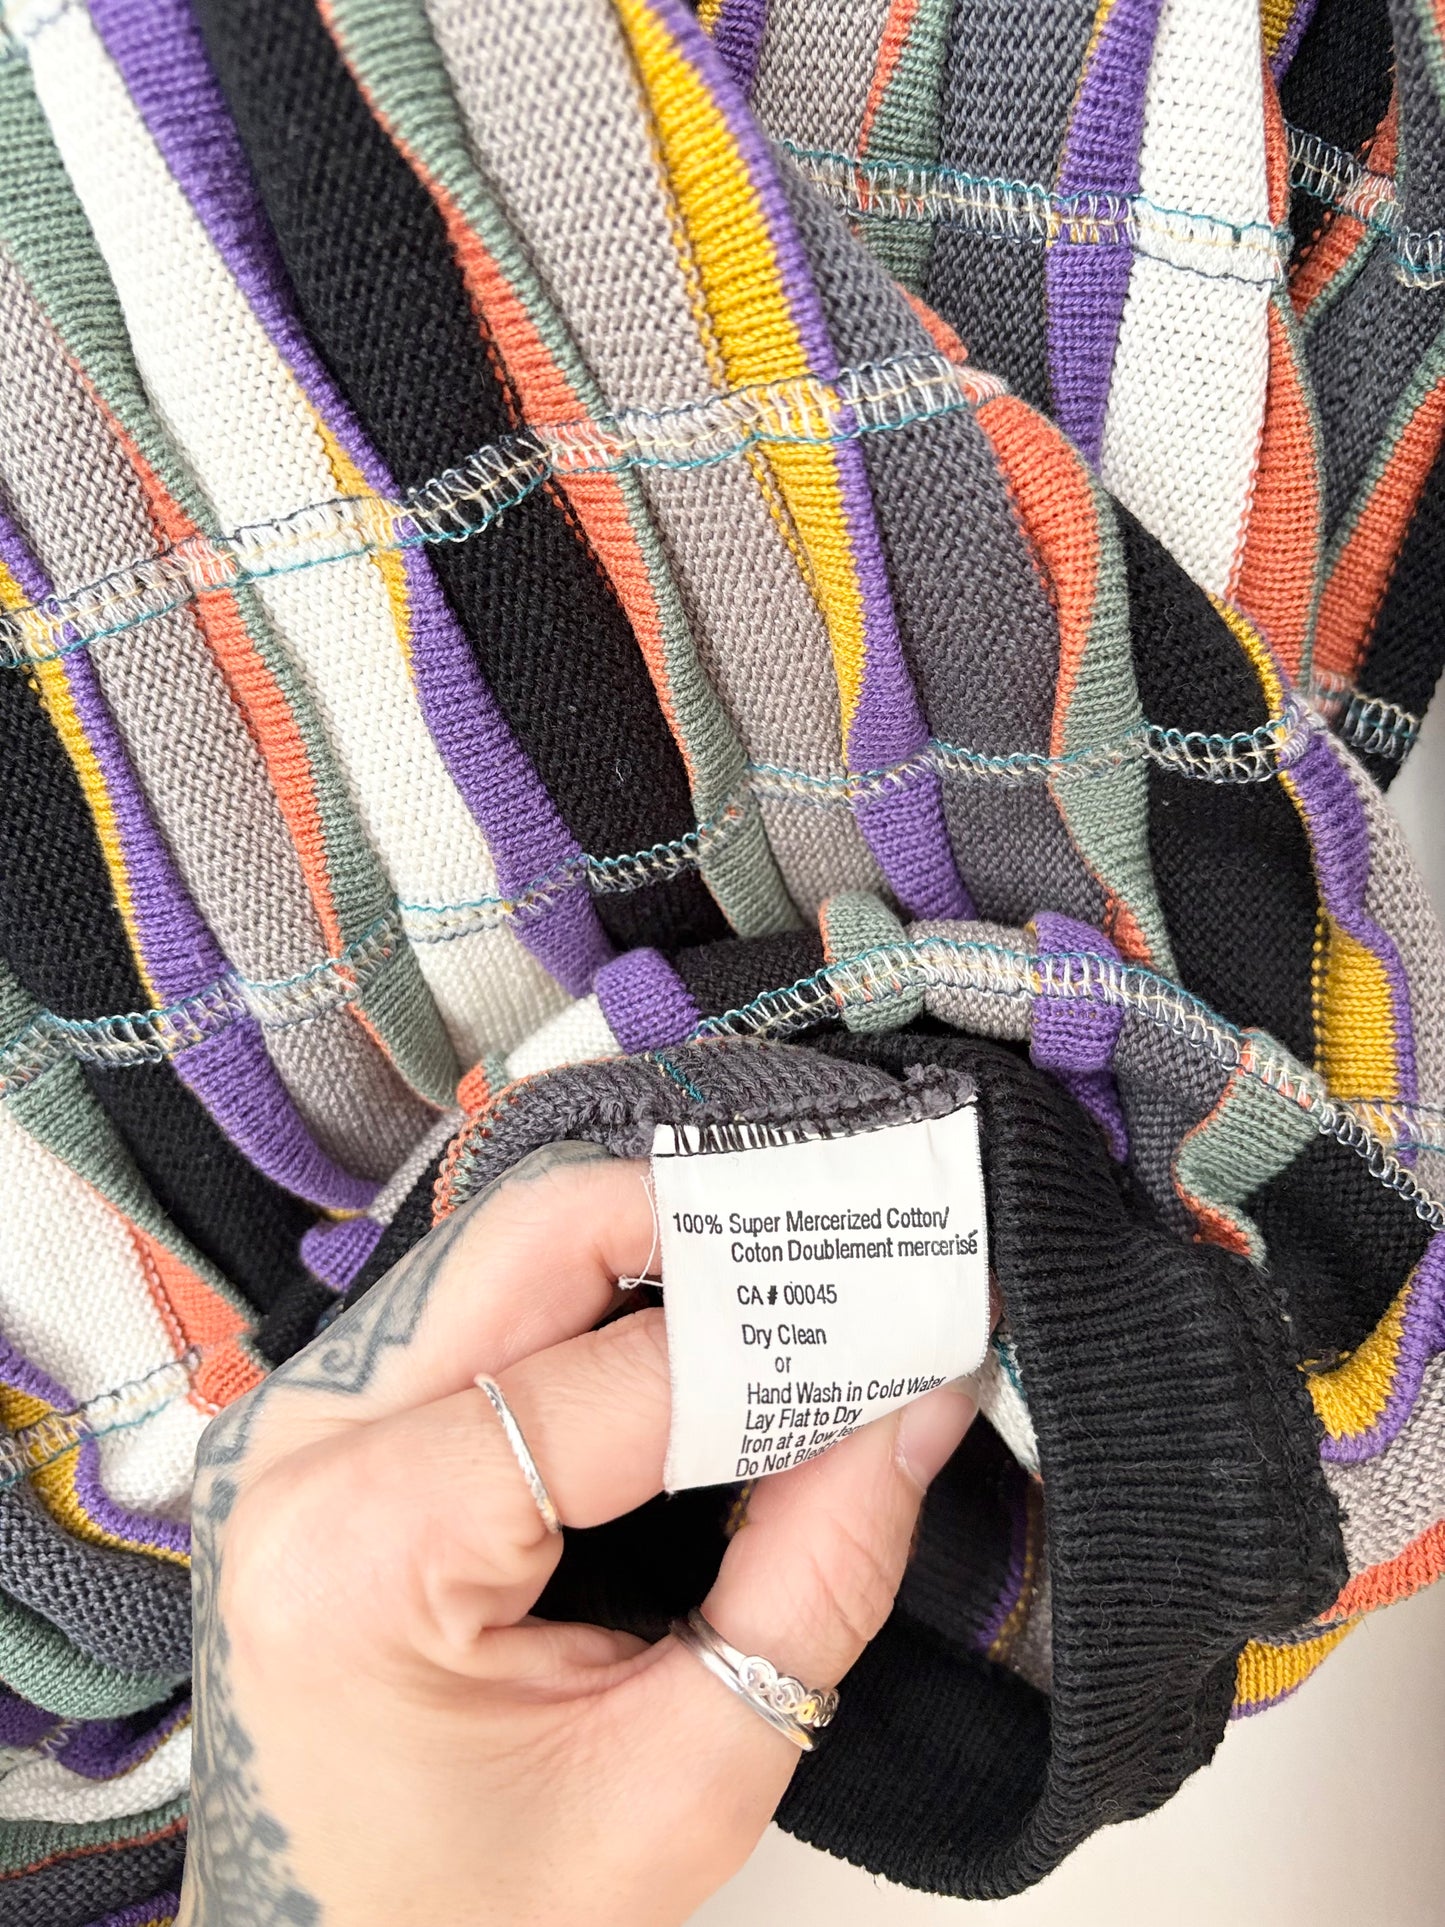 100% Super Mercerized Cotton/
Coton Doublement mercerisé
CA # 00045
Dry Clean
or
Hand Wash in Cold Water
Lay Flat to Dry
Iron at a low
Do Not Bleach